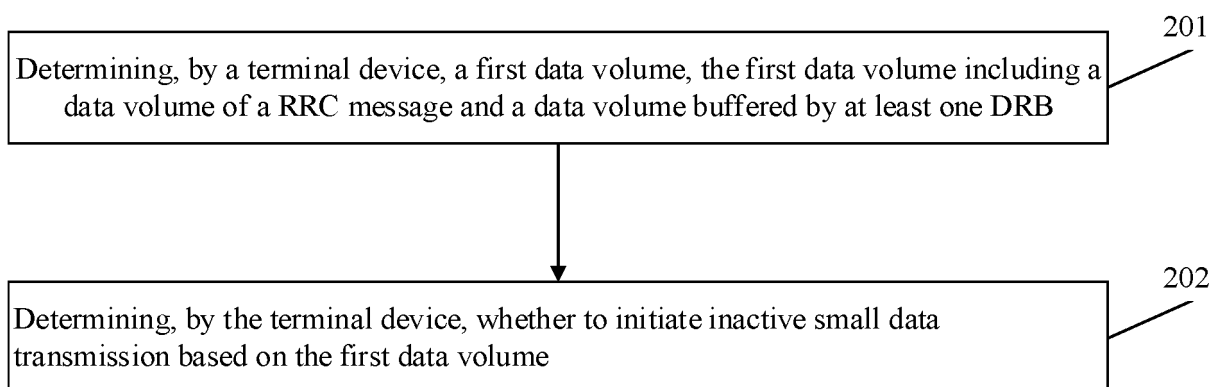 201
Determining, by a terminal device, a first data volume, the first data volume including a
data volume of a RRC message and a data volume buffered by at least one DRB
202
Determining, by the terminal device, whether to initiate inactive small data
transmission based on the first data volume